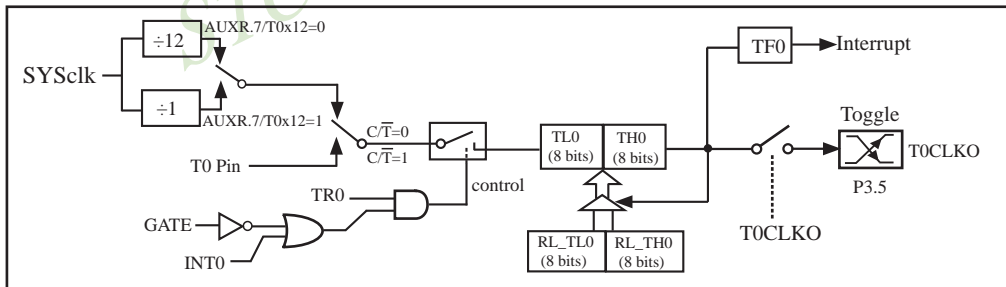 STC
÷12
AUXR.7/T0x12=0
SYSclk
÷1
AUXR.7/T0x12=1
T0 Pin
C/T̅=0
C/T̅=1
control
TR0
GATE
INT0
TL0
(8 bits)
TH0
(8 bits)
RL_TL0
(8 bits)
RL_TH0
(8 bits)
TF0
Interrupt
Toggle
T0CLKO
P3.5
T0CLKO